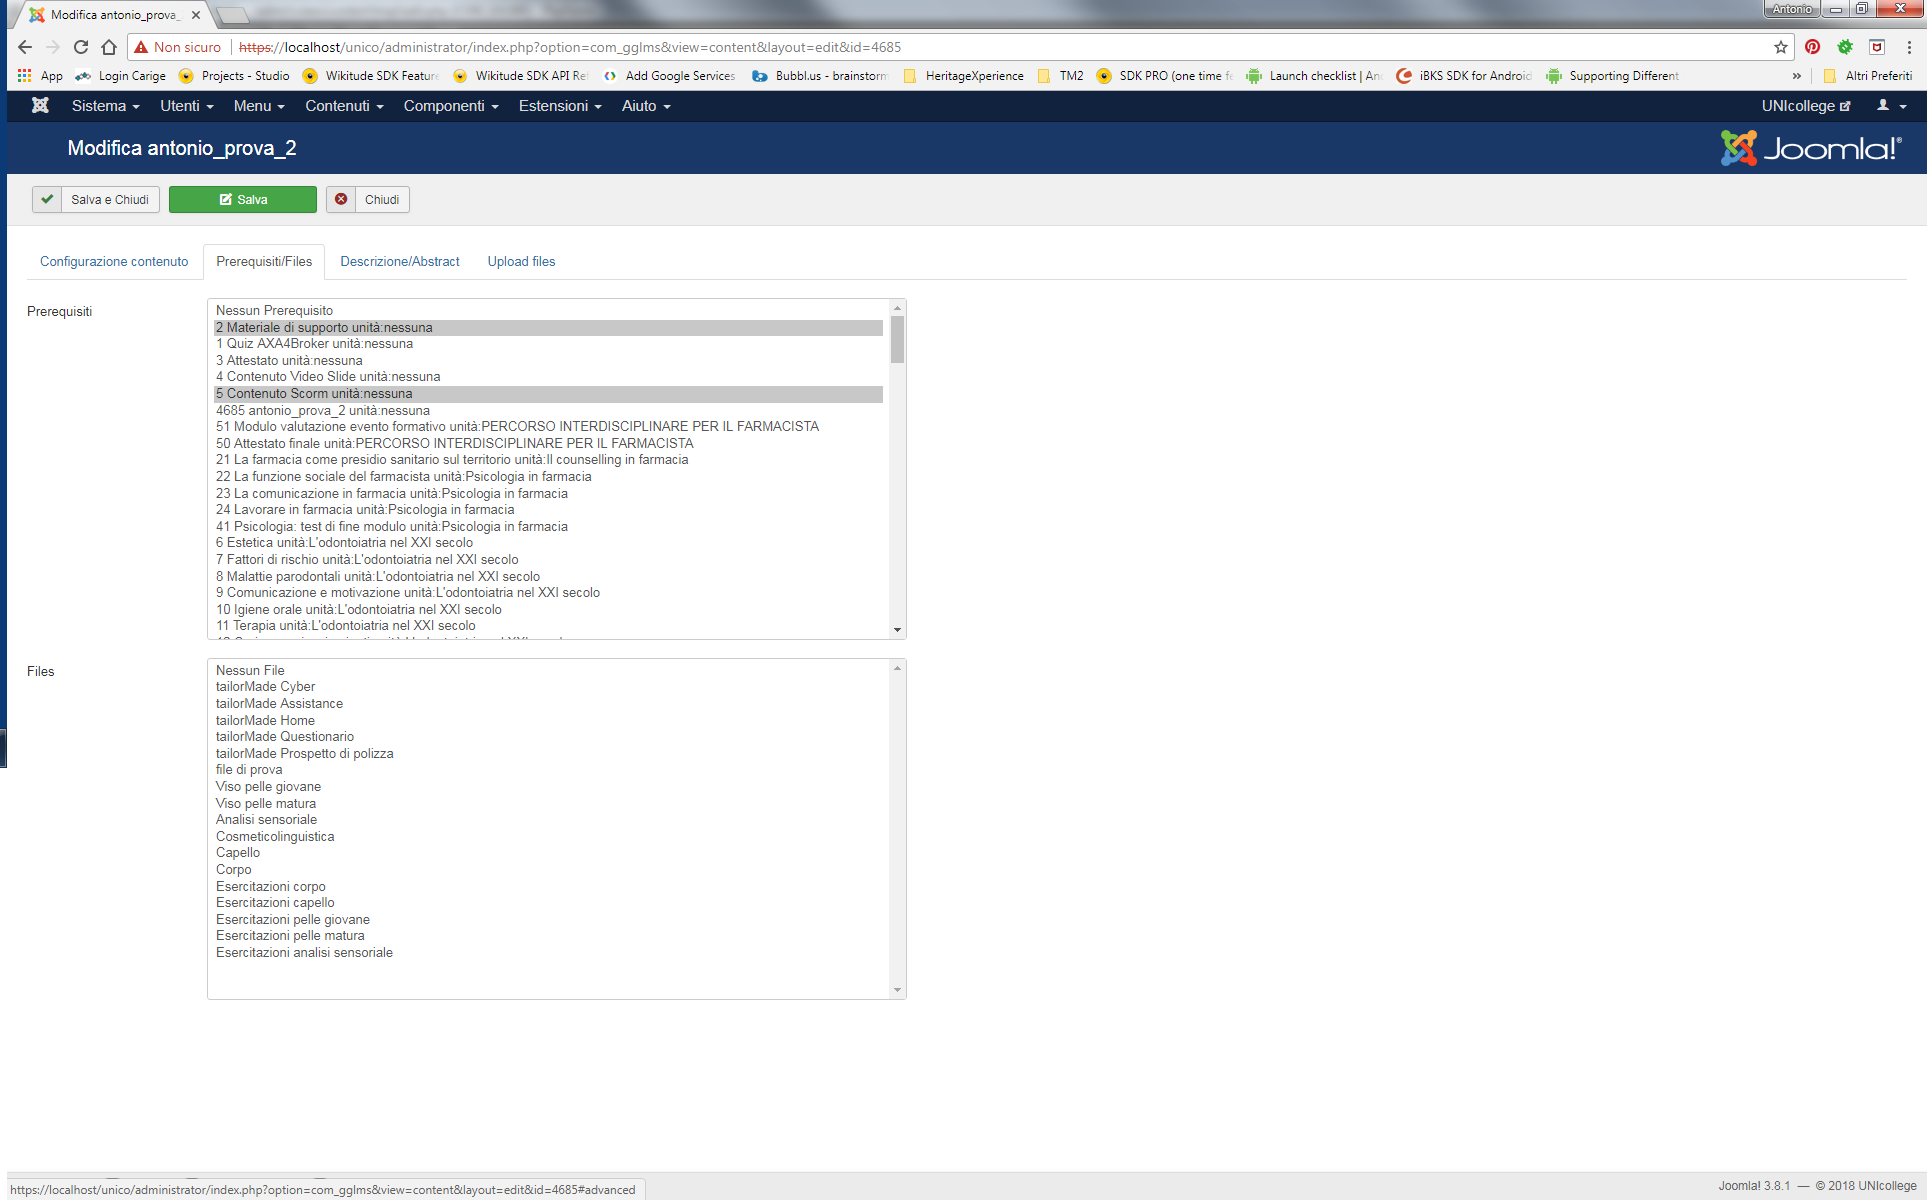 Modifica antonio_prova_
Antonio
Non sicuro https://localhost/unico/administrator/index.php?option=com_gglms&view=content&layout=edit&id=4685
App Login Carige Projects - Studio Wikitude SDK Feature Wikitude SDK API Re Add Google Services Bubbl.us - brainstorm HeritageXperience TM2 SDK PRO (one time fe Launch checklist | An iBKS SDK for Android Supporting Different » Altri Preferiti
Sistema Utenti Menu Contenuti Componenti Estensioni Aiuto UNIcollege
Modifica antonio_prova_2
Joomla!®
Salva e Chiudi Salva Chiudi
Configurazione contenuto Prerequisiti/Files Descrizione/Abstract Upload files
Prerequisiti
Nessun Prerequisito
2 Materiale di supporto unità:nessuna
1 Quiz AXA4Broker unità:nessuna
3 Attestato unità:nessuna
4 Contenuto Video Slide unità:nessuna
5 Contenuto Scorm unità:nessuna
4685 antonio_prova_2 unità:nessuna
51 Modulo valutazione evento formativo unità:PERCORSO INTERDISCIPLINARE PER IL FARMACISTA
50 Attestato finale unità:PERCORSO INTERDISCIPLINARE PER IL FARMACISTA
21 La farmacia come presidio sanitario sul territorio unità:Il counselling in farmacia
22 La funzione sociale del farmacista unità:Psicologia in farmacia
23 La comunicazione in farmacia unità:Psicologia in farmacia
24 Lavorare in farmacia unità:Psicologia in farmacia
41 Psicologia: test di fine modulo unità:Psicologia in farmacia
6 Estetica unità:L'odontoiatria nel XXI secolo
7 Fattori di rischio unità:L'odontoiatria nel XXI secolo
8 Malattie parodontali unità:L'odontoiatria nel XXI secolo
9 Comunicazione e motivazione unità:L'odontoiatria nel XXI secolo
10 Igiene orale unità:L'odontoiatria nel XXI secolo
11 Terapia unità:L'odontoiatria nel XXI secolo
Files
Nessun File
tailorMade Cyber
tailorMade Assistance
tailorMade Home
tailorMade Questionario
tailorMade Prospetto di polizza
file di prova
Viso pelle giovane
Viso pelle matura
Analisi sensoriale
Cosmeticolinguistica
Capello
Corpo
Esercitazioni corpo
Esercitazioni capello
Esercitazioni pelle giovane
Esercitazioni pelle matura
Esercitazioni analisi sensoriale
https://localhost/unico/administrator/index.php?option=com_gglms&view=content&layout=edit&id=4685#advanced
Joomla! 3.8.1 — © 2018 UNIcollege